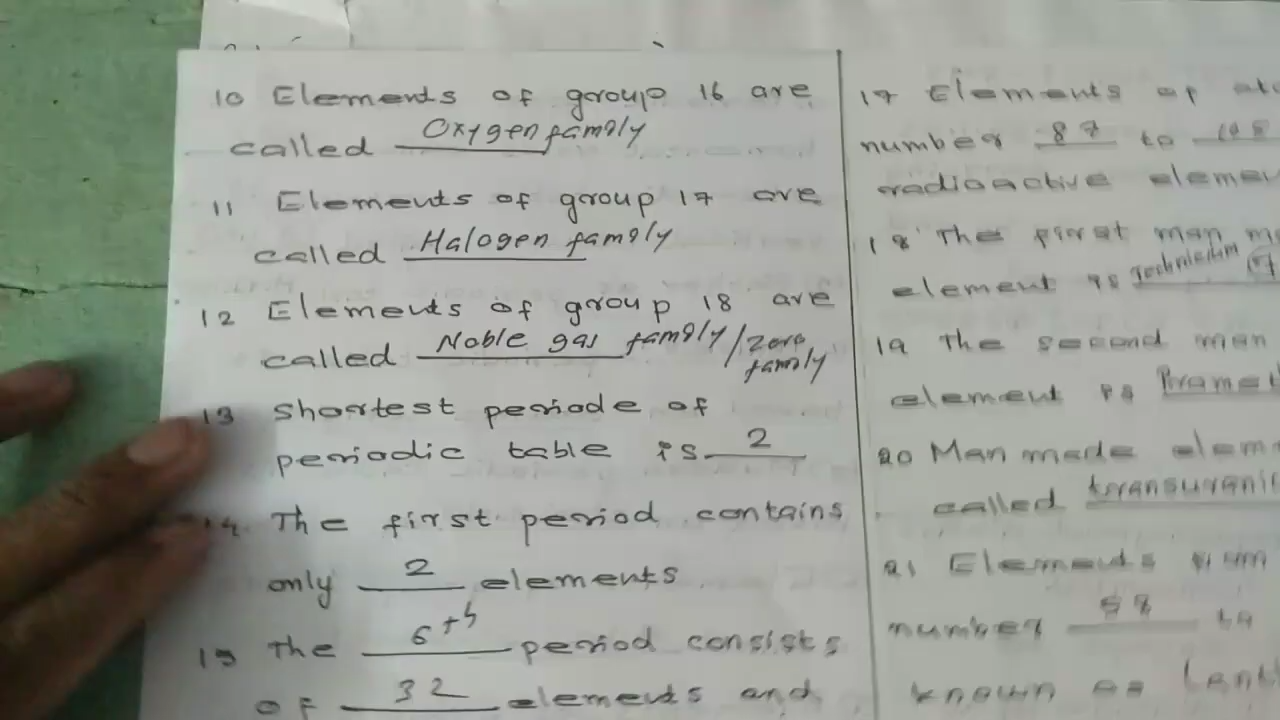 10 Elements of group 16 are
called Oxygen family
11 Elements of group 17 are
called Halogen family
12 Elements of group 18 are
called Noble gas family / Zero family
13 Shortest periode of
periodic table is 2
14. The first period contains
only 2 elements
15 The 6th period consists
of 32 elements and
17 Elements of
number 87 to
radioactive
18 The first man
element is
19 The second man
element is
20 Man made
called
21 Elements
number 58 to
known as